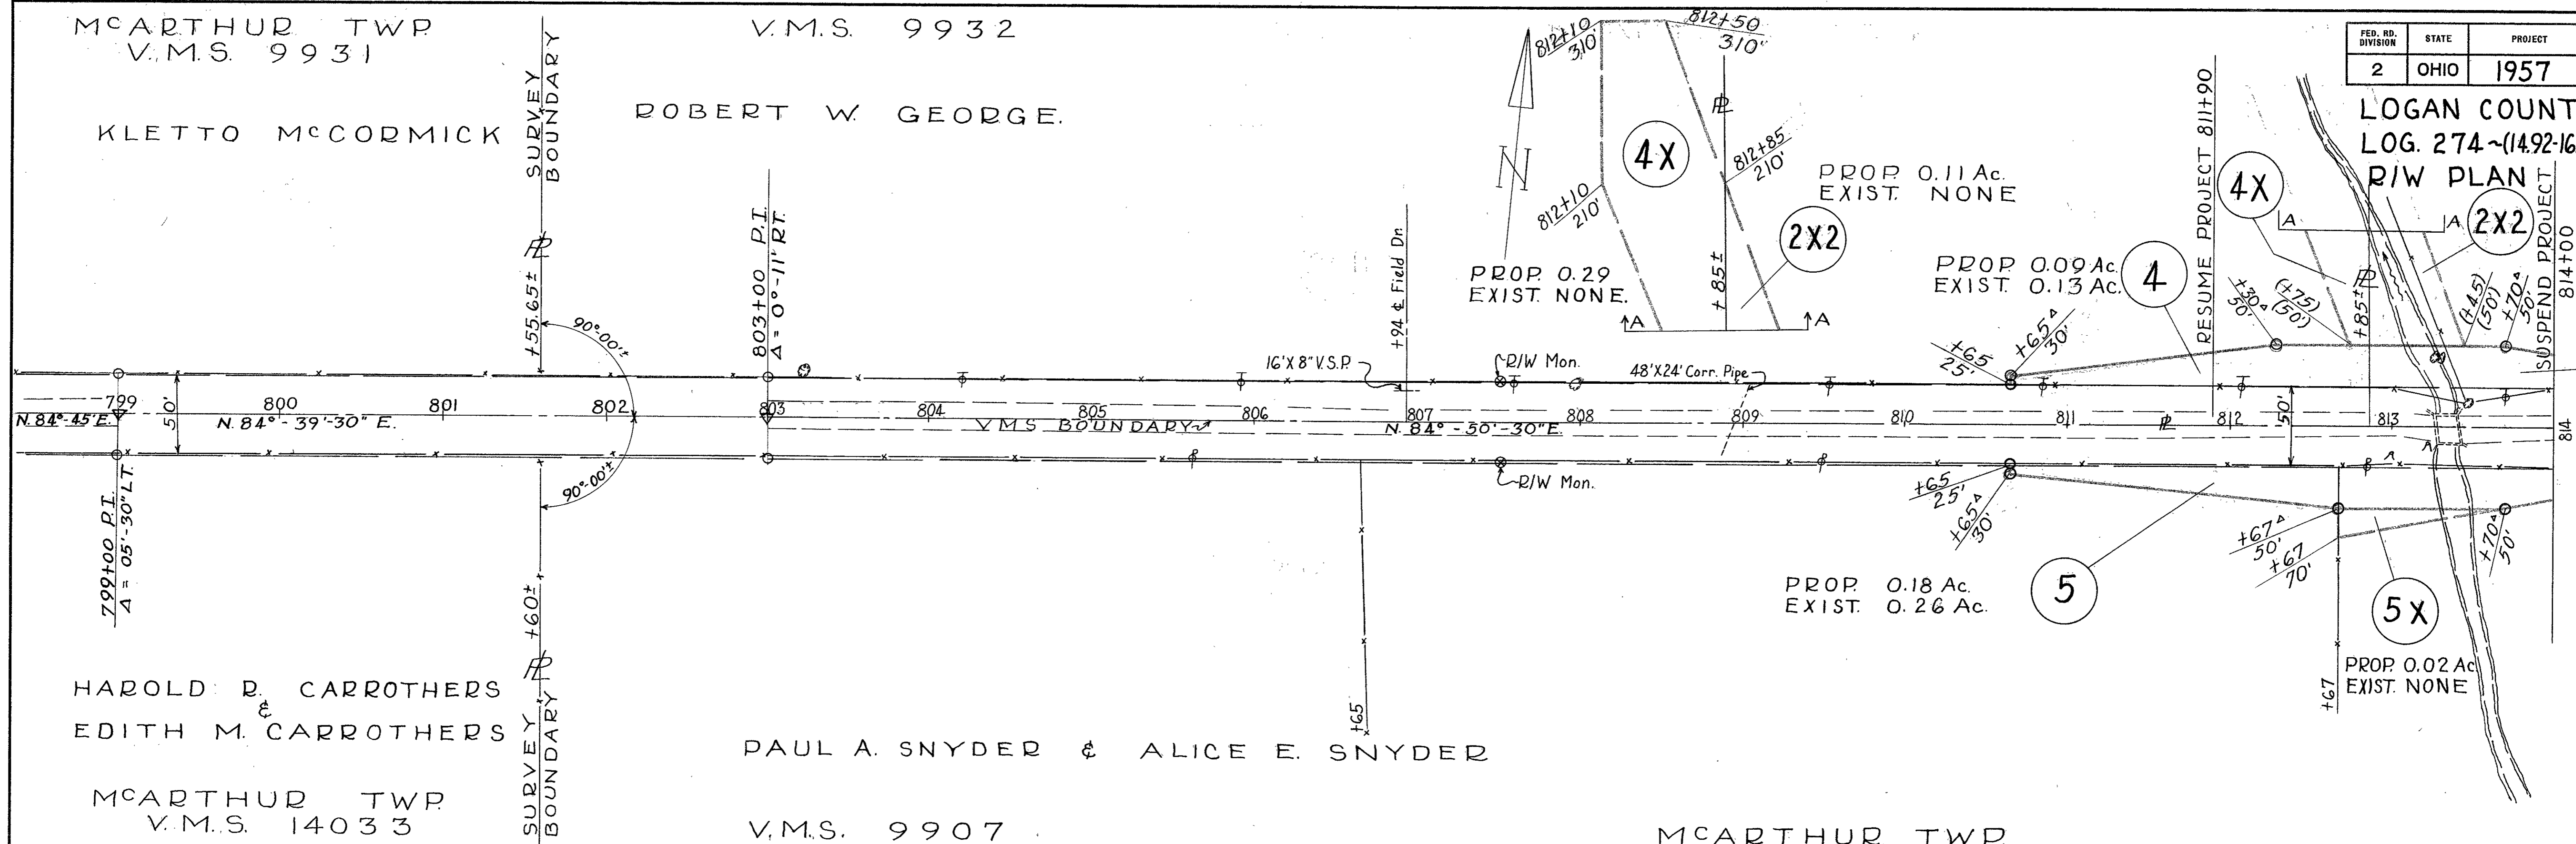 McARTHUR TWP.
V.M.S. 9931
KLETTO McCORMICK
SURVEY
BOUNDARY
V.M.S. 9932
ROBERT W. GEORGE.
812+10
310'
812+50
310'
N
4X
812+10
210'
812+85
210'
PROP. 0.11 Ac.
EXIST. NONE
2X2
+85±
PROP. 0.29
EXIST. NONE.
A
A
FED. RD. DIVISION
STATE
PROJECT
2
OHIO
1957
LOGAN COUNT
LOG. 274~(14.92-16
R/W PLAN
RESUME PROJECT 811+90
4X
A
A
2X2
SUSPEND PROJECT
814+00
PROP. 0.09 Ac.
EXIST. 0.13 Ac.
4
+30
50'
(+75)
(50')
+85±
(+45)
(50')
+70
50'
+55.65±
90°-00'±
803+00 P.I.
Δ = 0°-11' RT.
+94 ℄ Field Dr.
16'X 8" V.S.P.
R/W Mon.
48'X24' Corr. Pipe
+65
25'
+65
30'
N. 84°-45' E.
799
50'
800
N. 84°-39'-30" E.
801
802
803
804
VMS BOUNDARY
805
806
807
N. 84°-50'-30" E.
808
809
810
811
812
50'
813
814
799+00 P.I.
Δ = 05'-30" LT.
90°-00'±
+60±
R/W Mon.
+65
25'
+65
30'
+67
50'
+67
70'
+70
50'
PROP. 0.18 Ac.
EXIST. 0.26 Ac.
5
5X
PROP. 0.02 Ac
EXIST. NONE
+67
+65
HAROLD R. CARROTHERS
&
EDITH M. CARROTHERS
SURVEY
BOUNDARY
PAUL A. SNYDER & ALICE E. SNYDER
McARTHUR TWP.
V.M.S. 14033
V.M.S. 9907
McARTHUR TWP.